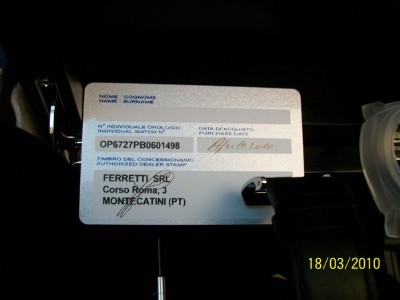 NOME - COGNOME
NAME - SURNAME
N° INDIVIDUALE OROLOGIO
INDIVIDUAL WATCH N°
DATA DI ACQUISTO
PURCHASE DATE
OP6727PB0601498
TIMBRO DEL CONCESSIONARIO
AUTHORIZED DEALER STAMP
FERRETTI SRL
Corso Roma, 3
MONTECATINI (PT)
18/03/2010